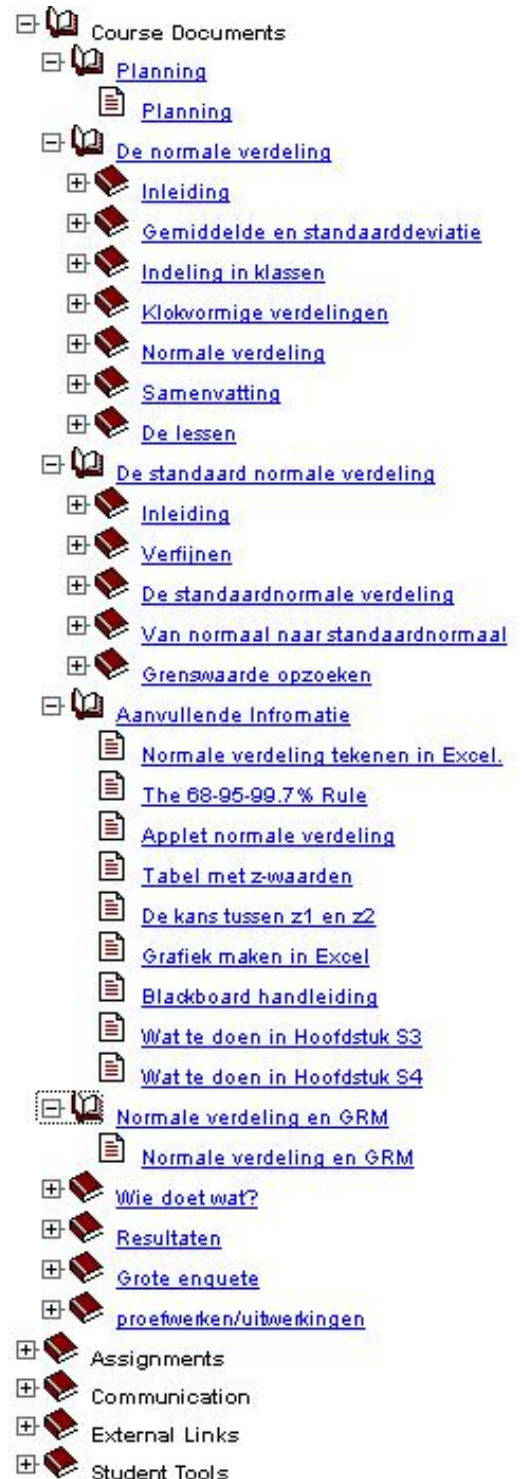 Course Documents
Planning
Planning
De normale verdeling
Inleiding
Gemiddelde en standaarddeviatie
Indeling in klassen
Klokvormige verdelingen
Normale verdeling
Samenvatting
De lessen
De standaard normale verdeling
Inleiding
Verfijnen
De standaardnormale verdeling
Van normaal naar standaardnormaal
Grenswaarde opzoeken
Aanvullende Infromatie
Normale verdeling tekenen in Excel.
The 68-95-99.7% Rule
Applet normale verdeling
Tabel met z-waarden
De kans tussen z1 en z2
Grafiek maken in Excel
Blackboard handleiding
Wat te doen in Hoofdstuk S3
Wat te doen in Hoofdstuk S4
Normale verdeling en GRM
Normale verdeling en GRM
Wie doet wat?
Resultaten
Grote enquete
proefwerken/uitwerkingen
Assignments
Communication
External Links
Student Tools